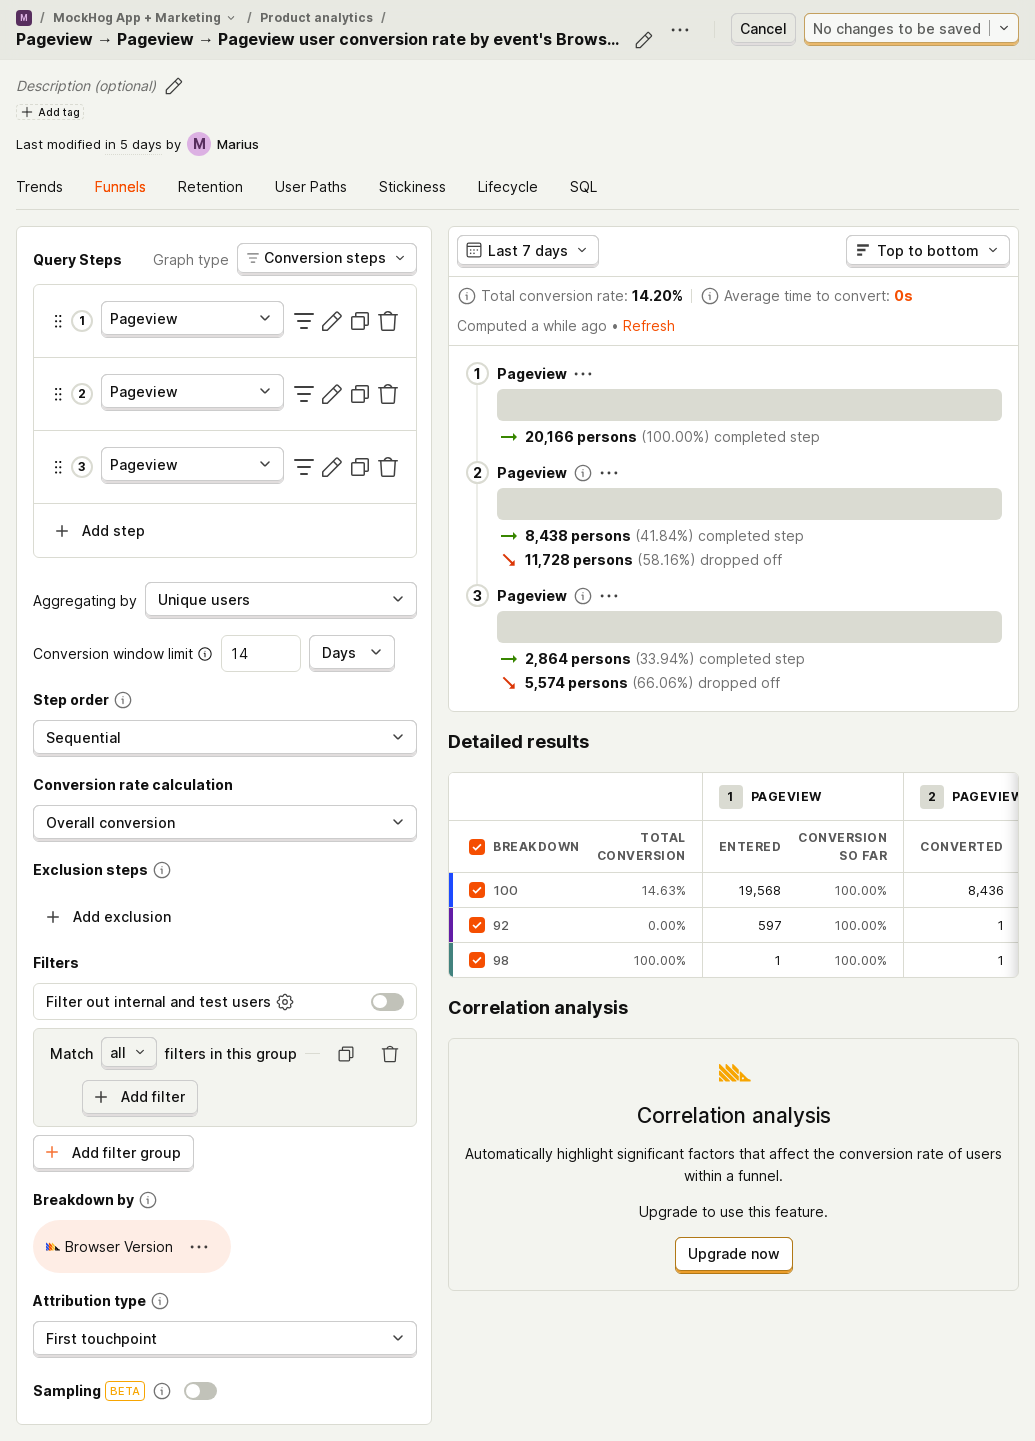 M / MockHog App + Marketing / Product analytics /
Pageview → Pageview → Pageview user conversion rate by event's Brows...
Cancel
No changes to be saved
Description (optional)
Add tag
Last modified in 5 days by M Marius
Trends Funnels Retention User Paths Stickiness Lifecycle SQL
Query Steps Graph type Conversion steps
1 Pageview
2 Pageview
3 Pageview
Add step
Aggregating by Unique users
Conversion window limit 14 Days
Step order
Sequential
Conversion rate calculation
Overall conversion
Exclusion steps
Add exclusion
Filters
Filter out internal and test users
Match all filters in this group
Add filter
Add filter group
Breakdown by
Browser Version
Attribution type
First touchpoint
Sampling BETA
Last 7 days Top to bottom
Total conversion rate: 14.20% Average time to convert: 0s
Computed a while ago • Refresh
1 Pageview
20,166 persons (100.00%) completed step
2 Pageview
8,438 persons (41.84%) completed step
11,728 persons (58.16%) dropped off
3 Pageview
2,864 persons (33.94%) completed step
5,574 persons (66.06%) dropped off
Detailed results
1 PAGEVIEW 2 PAGEVIEW
BREAKDOWN TOTAL CONVERSION ENTERED CONVERSION SO FAR CONVERTED
100 14.63% 19,568 100.00% 8,436
92 0.00% 597 100.00% 1
98 100.00% 1 100.00% 1
Correlation analysis
Correlation analysis
Automatically highlight significant factors that affect the conversion rate of users
within a funnel.
Upgrade to use this feature.
Upgrade now